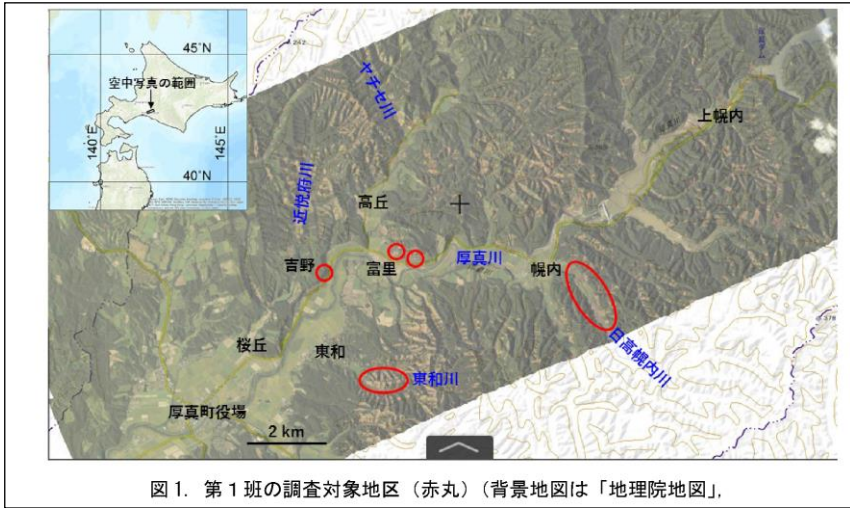 45°N
空中写真の範囲
140°E
145°E
40°N
ヤチセ川
上幌内
近悦府川
高丘
吉野
富里
厚真川
幌内
桜丘
東和
東和川
日高幌内川
厚真町役場
2 km
図1. 第1班の調査対象地区（赤丸）（背景地図は「地理院地図」,